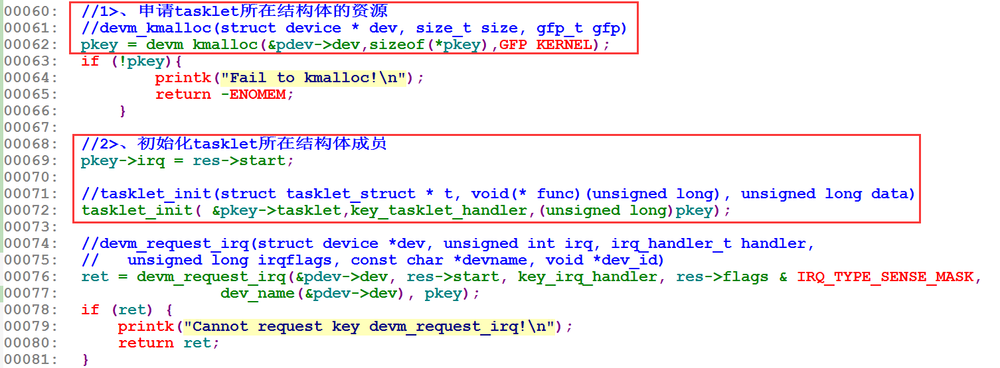 00060: //1>、申请tasklet所在结构体的资源
00061: //devm_kmalloc(struct device * dev, size_t size, gfp_t gfp)
00062: pkey = devm_kmalloc(&pdev->dev,sizeof(*pkey),GFP_KERNEL);
00063: if (!pkey){
00064: printk("Fail to kmalloc!\n");
00065: return -ENOMEM;
00066: }
00067:
00068: //2>、初始化tasklet所在结构体成员
00069: pkey->irq = res->start;
00070:
00071: //tasklet_init(struct tasklet_struct * t, void(* func)(unsigned long), unsigned long data)
00072: tasklet_init( &pkey->tasklet,key_tasklet_handler,(unsigned long)pkey);
00073:
00074: //devm_request_irq(struct device *dev, unsigned int irq, irq_handler_t handler,
00075: // unsigned long irqflags, const char *devname, void *dev_id)
00076: ret = devm_request_irq(&pdev->dev, res->start, key_irq_handler, res->flags & IRQ_TYPE_SENSE_MASK,
00077: dev_name(&pdev->dev), pkey);
00078: if (ret) {
00079: printk("Cannot request key devm_request_irq!\n");
00080: return ret;
00081: }